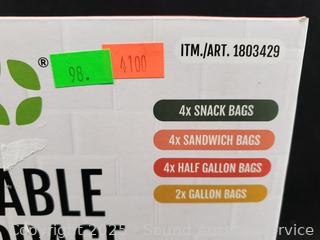 ®
98.
4100
ITM./ART. 1803429
4x SNACK BAGS
4x SANDWICH BAGS
4x HALF GALLON BAGS
2x GALLON BAGS
ABLE
Copyright 2025 Sound Auction Service